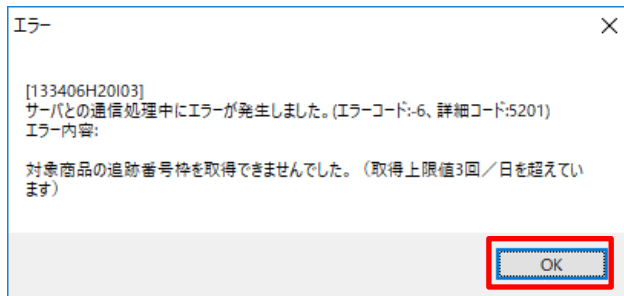 エラー
[133406H20I03]
サーバとの通信処理中にエラーが発生しました。(エラーコード:-6、詳細コード:5201)
エラー内容:
対象商品の追跡番号枠を取得できませんでした。（取得上限値3回／日を超えてい
ます）
OK